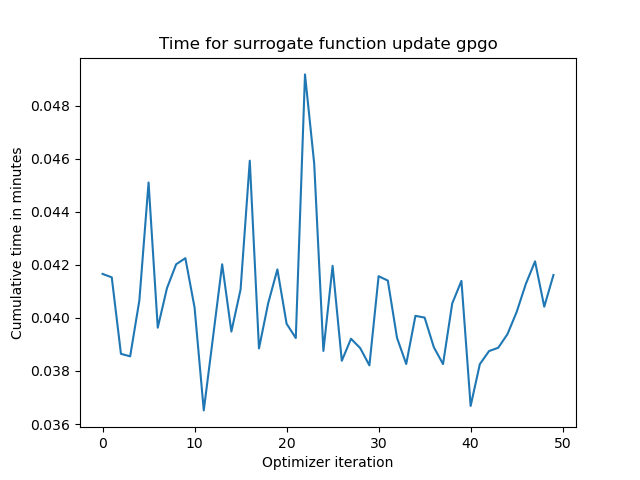 Time for surrogate function update gpgo
Cumulative time in minutes
0.048
0.046
0.044
0.042
0.040
0.038
0.036
0 10 20 30 40 50
Optimizer iteration